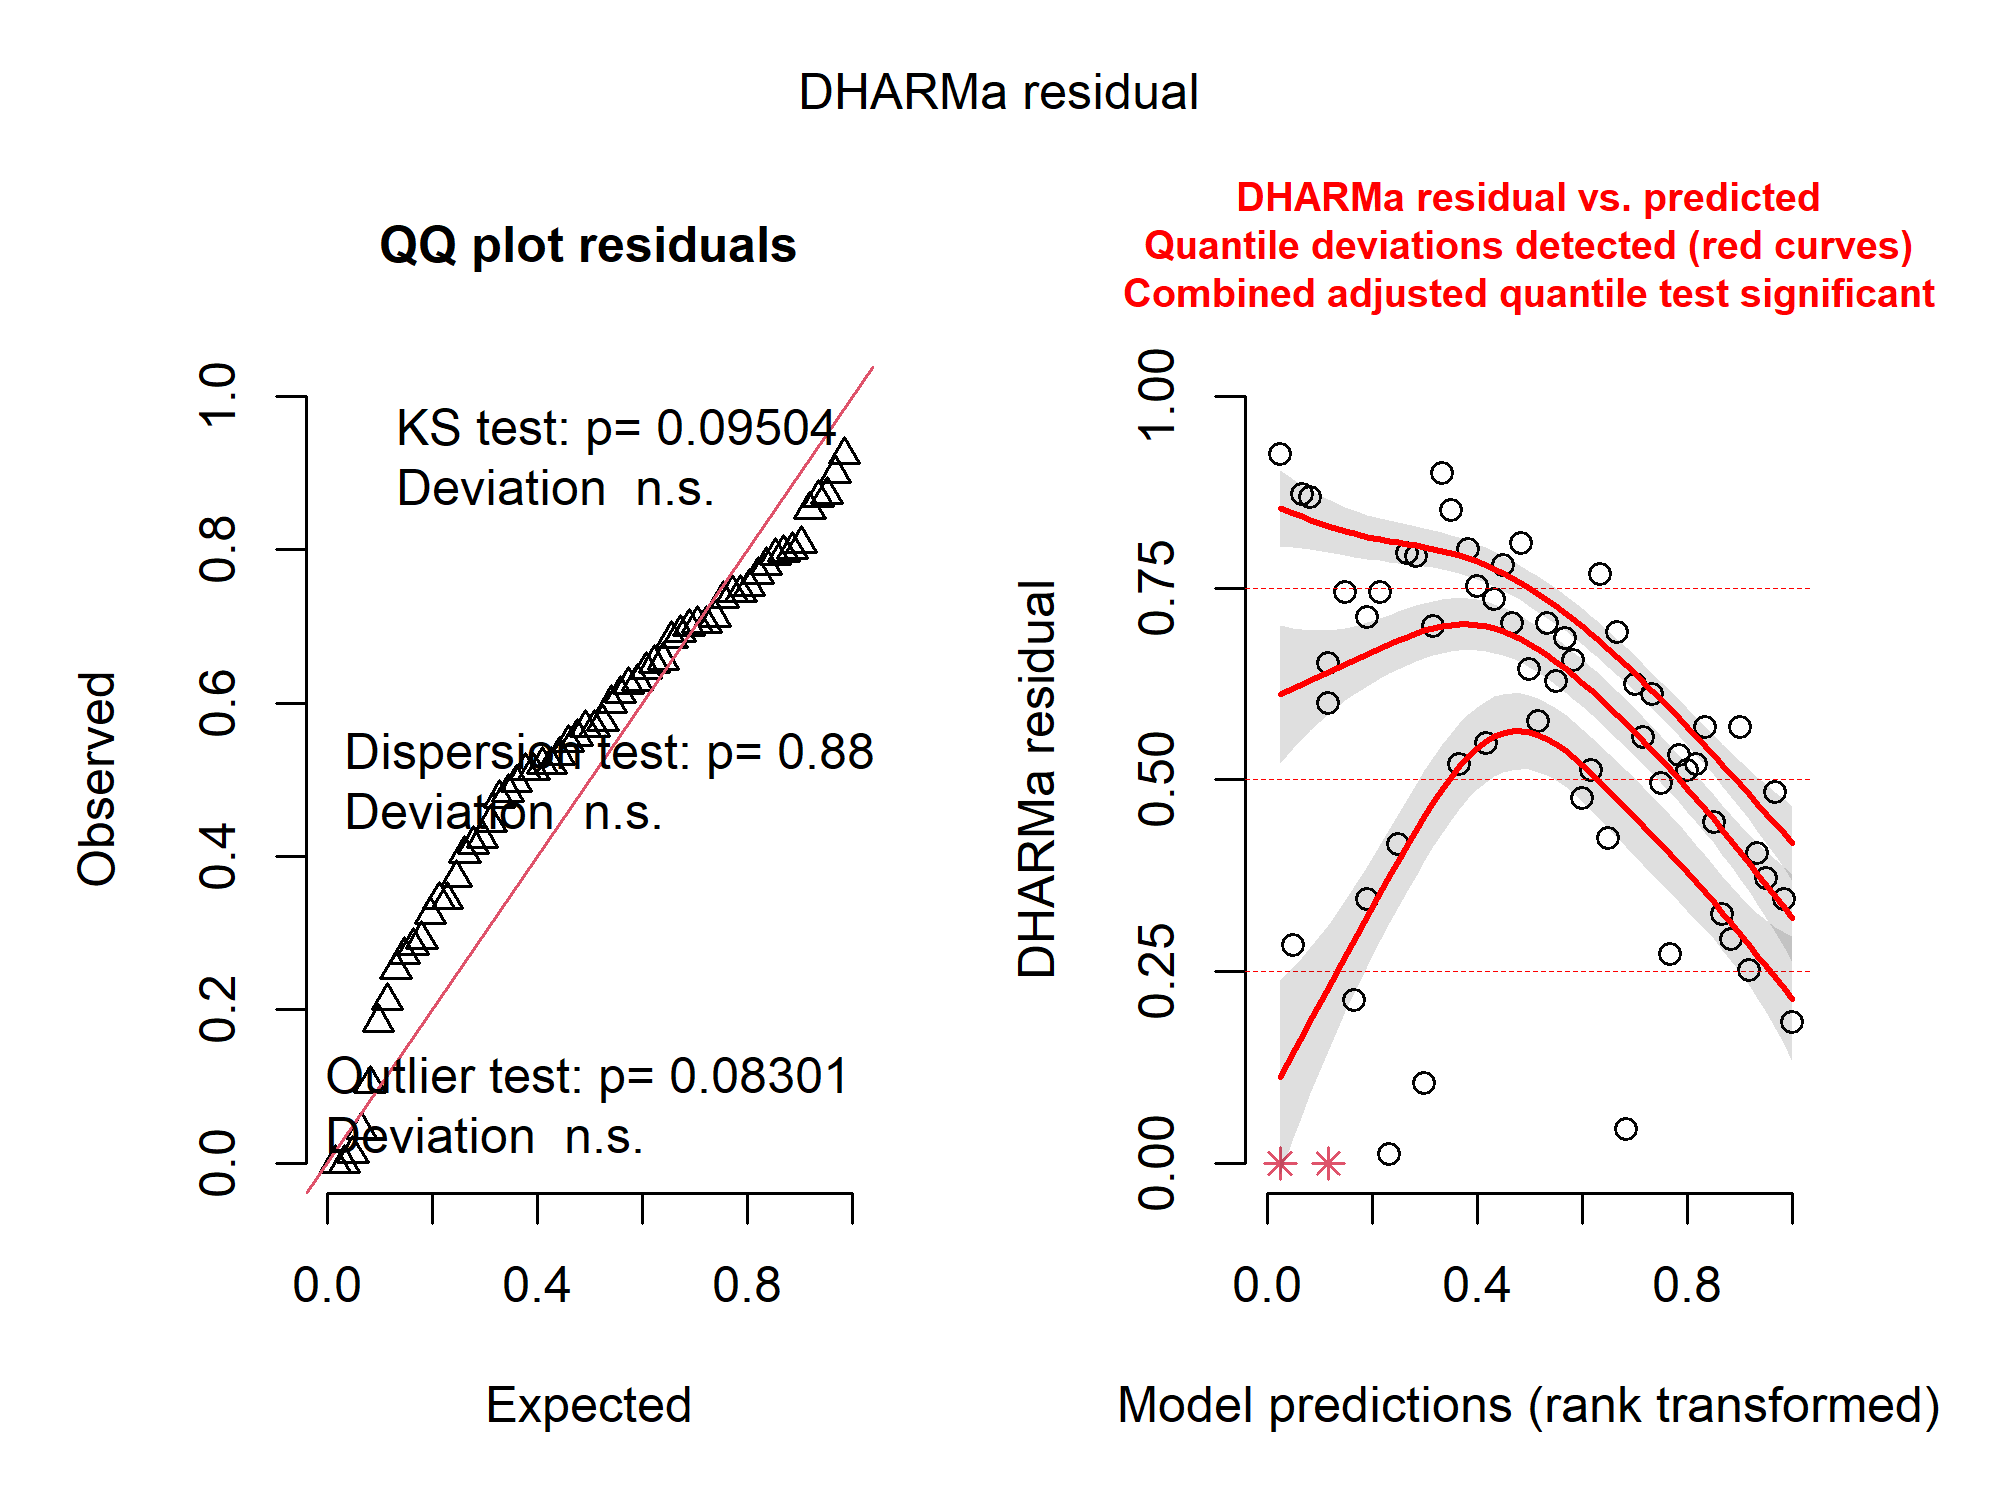 DHARMa residual
QQ plot residuals
KS test: p= 0.09504
Deviation  n.s.
Dispersion test: p= 0.88
Deviation  n.s.
Outlier test: p= 0.08301
Deviation  n.s.
Observed
1.0
0.8
0.6
0.4
0.2
0.0
0.0
0.4
0.8
Expected
DHARMa residual vs. predicted
Quantile deviations detected (red curves)
Combined adjusted quantile test significant
DHARMa residual
1.00
0.75
0.50
0.25
0.00
0.0
0.4
0.8
Model predictions (rank transformed)